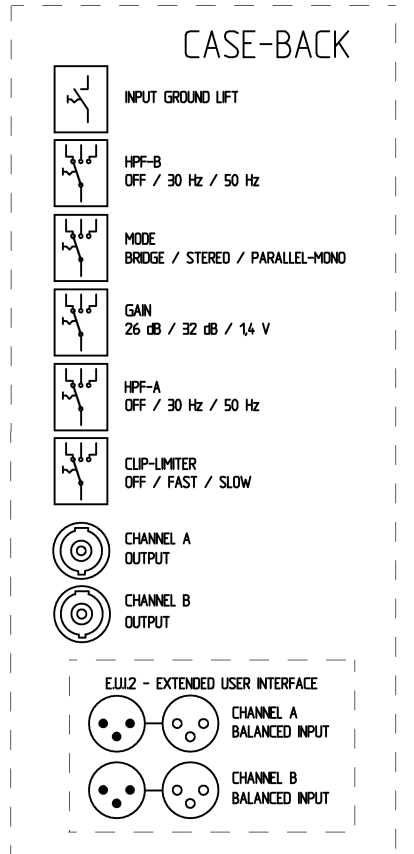 CASE-BACK
INPUT GROUND LIFT
HPF-B
OFF / 30 Hz / 50 Hz
MODE
BRIDGE / STEREO / PARALLEL-MONO
GAIN
26 dB / 32 dB / 1,4 V
HPF-A
OFF / 30 Hz / 50 Hz
CLIP-LIMITER
OFF / FAST / SLOW
CHANNEL A
OUTPUT
CHANNEL B
OUTPUT
E.U.I.2 - EXTENDED USER INTERFACE
CHANNEL A
BALANCED INPUT
CHANNEL B
BALANCED INPUT